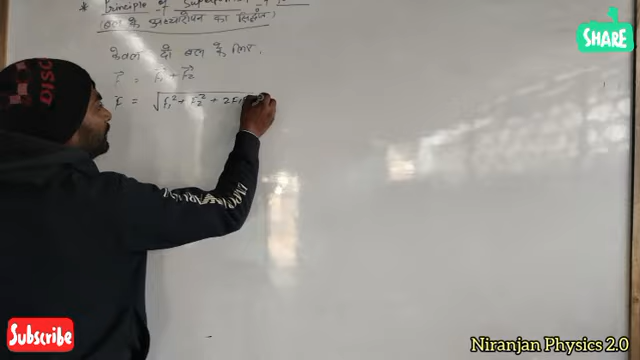 * Principle of Superposition of
(बल के अध्यारोपण का सिद्धांत)
केवल दो बल के लिए,
F⃗ = F⃗₁ + F⃗₂
F = √F₁² + F₂² + 2F₁
SHARE
DISC
Subscribe
Niranjan Physics 2.0